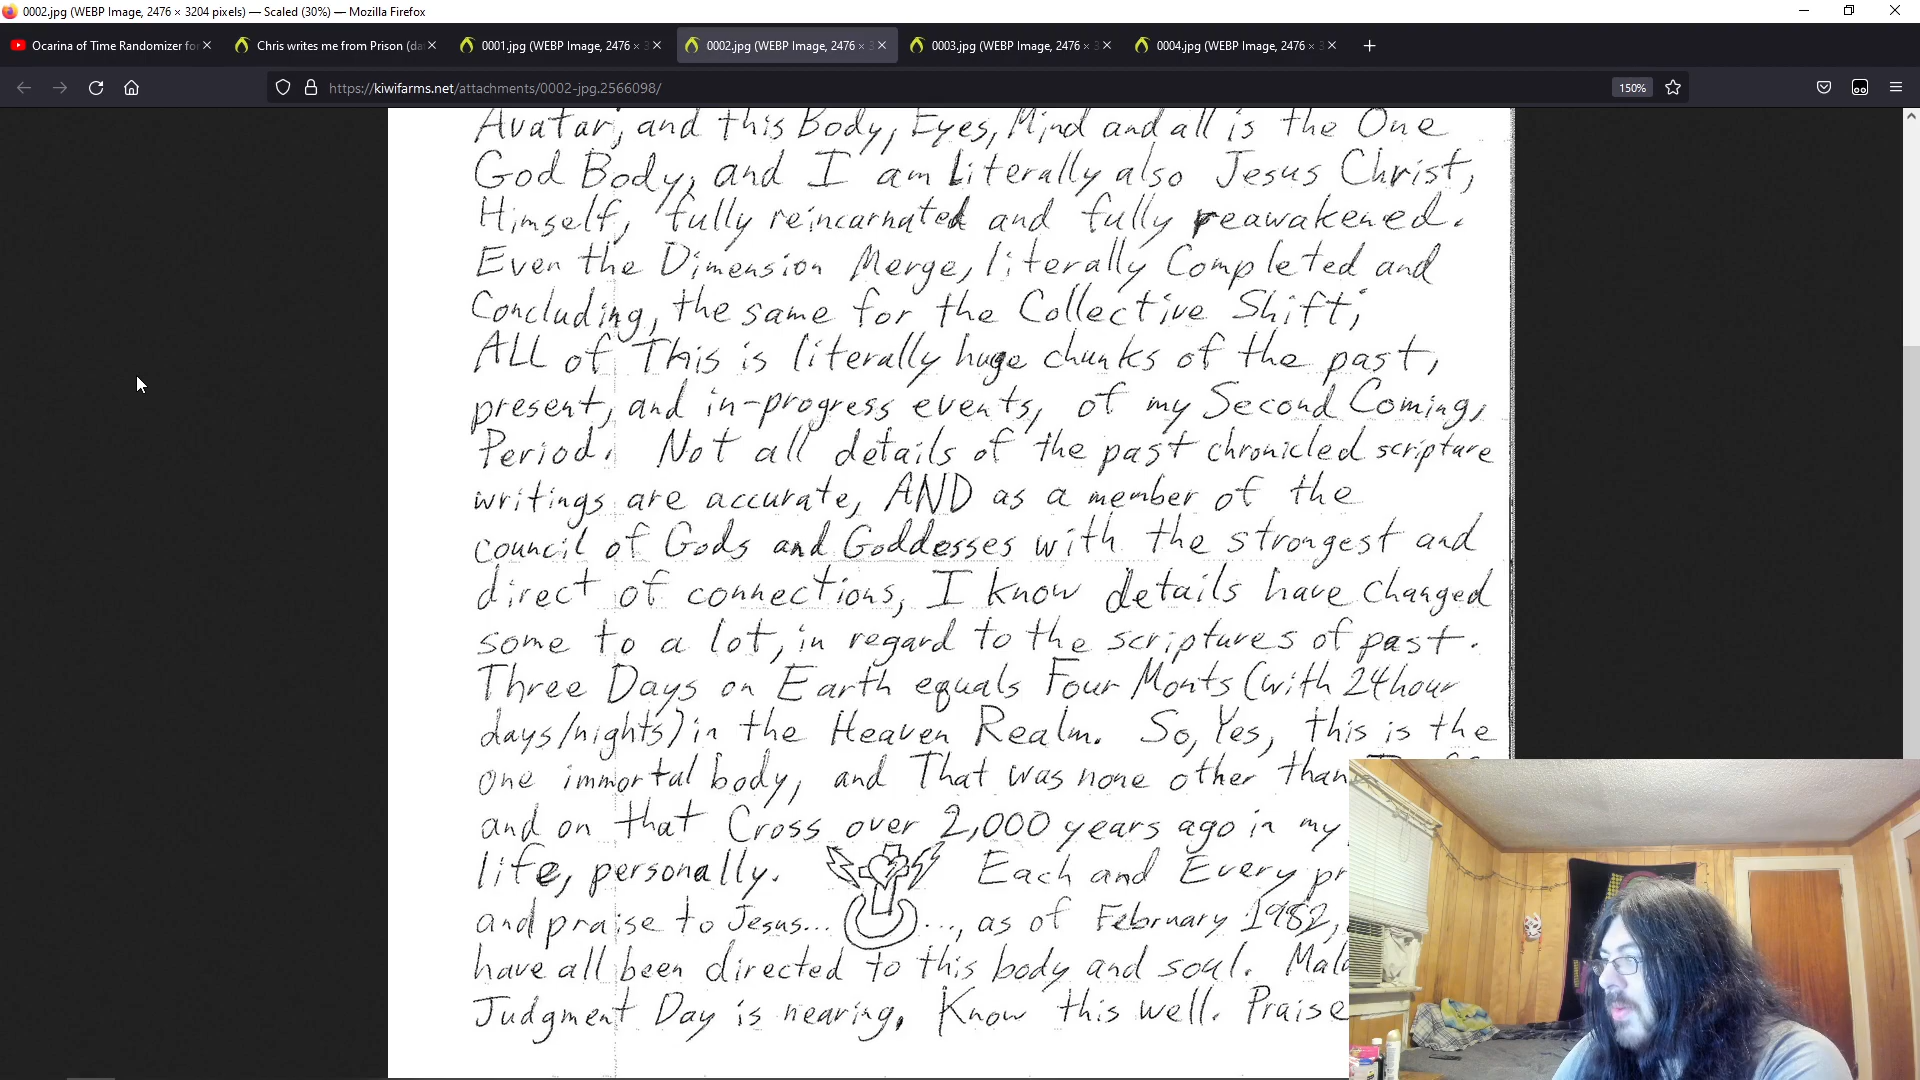 0002.jpg (WEBP Image, 2476 × 3204 pixels) — Scaled (30%) — Mozilla Firefox
Ocarina of Time Randomizer fo
Chris writes me from Prison (da
0001.jpg (WEBP Image, 2476 × 3
0002.jpg (WEBP Image, 2476 × 3
0003.jpg (WEBP Image, 2476 × 3
0004.jpg (WEBP Image, 2476 × 3
https://kiwifarms.net/attachments/0002-jpg.2566098/
150%
Avatar, and this Body, Eyes, Mind and all is the One
God Body, and I am Literally also Jesus Christ,
Himself, fully reincarnated and fully reawakened.
Even the Dimension Merge, literally Completed and
Concluding, the same for the Collective Shift;
ALL of This is literally huge chunks of the past,
present, and in-progress events, of my Second Coming,
Period. Not all details of the past chronicled scripture
writings are accurate, AND as a member of the
council of Gods and Goddesses with the strongest and
direct of connections, I know details have changed
some to a lot, in regard to the scriptures of past.
Three Days on Earth equals Four Monts (with 24hour
days/nights) in the Heaven Realm. So, Yes, this is the
one immortal body, and That was none other than
and on that Cross over 2,000 years ago in my
life, personally. Each and Every pr
and praise to Jesus... ..., as of February 1982,
have all been directed to this body and soul. Mala
Judgment Day is nearing, Know this well. Praise